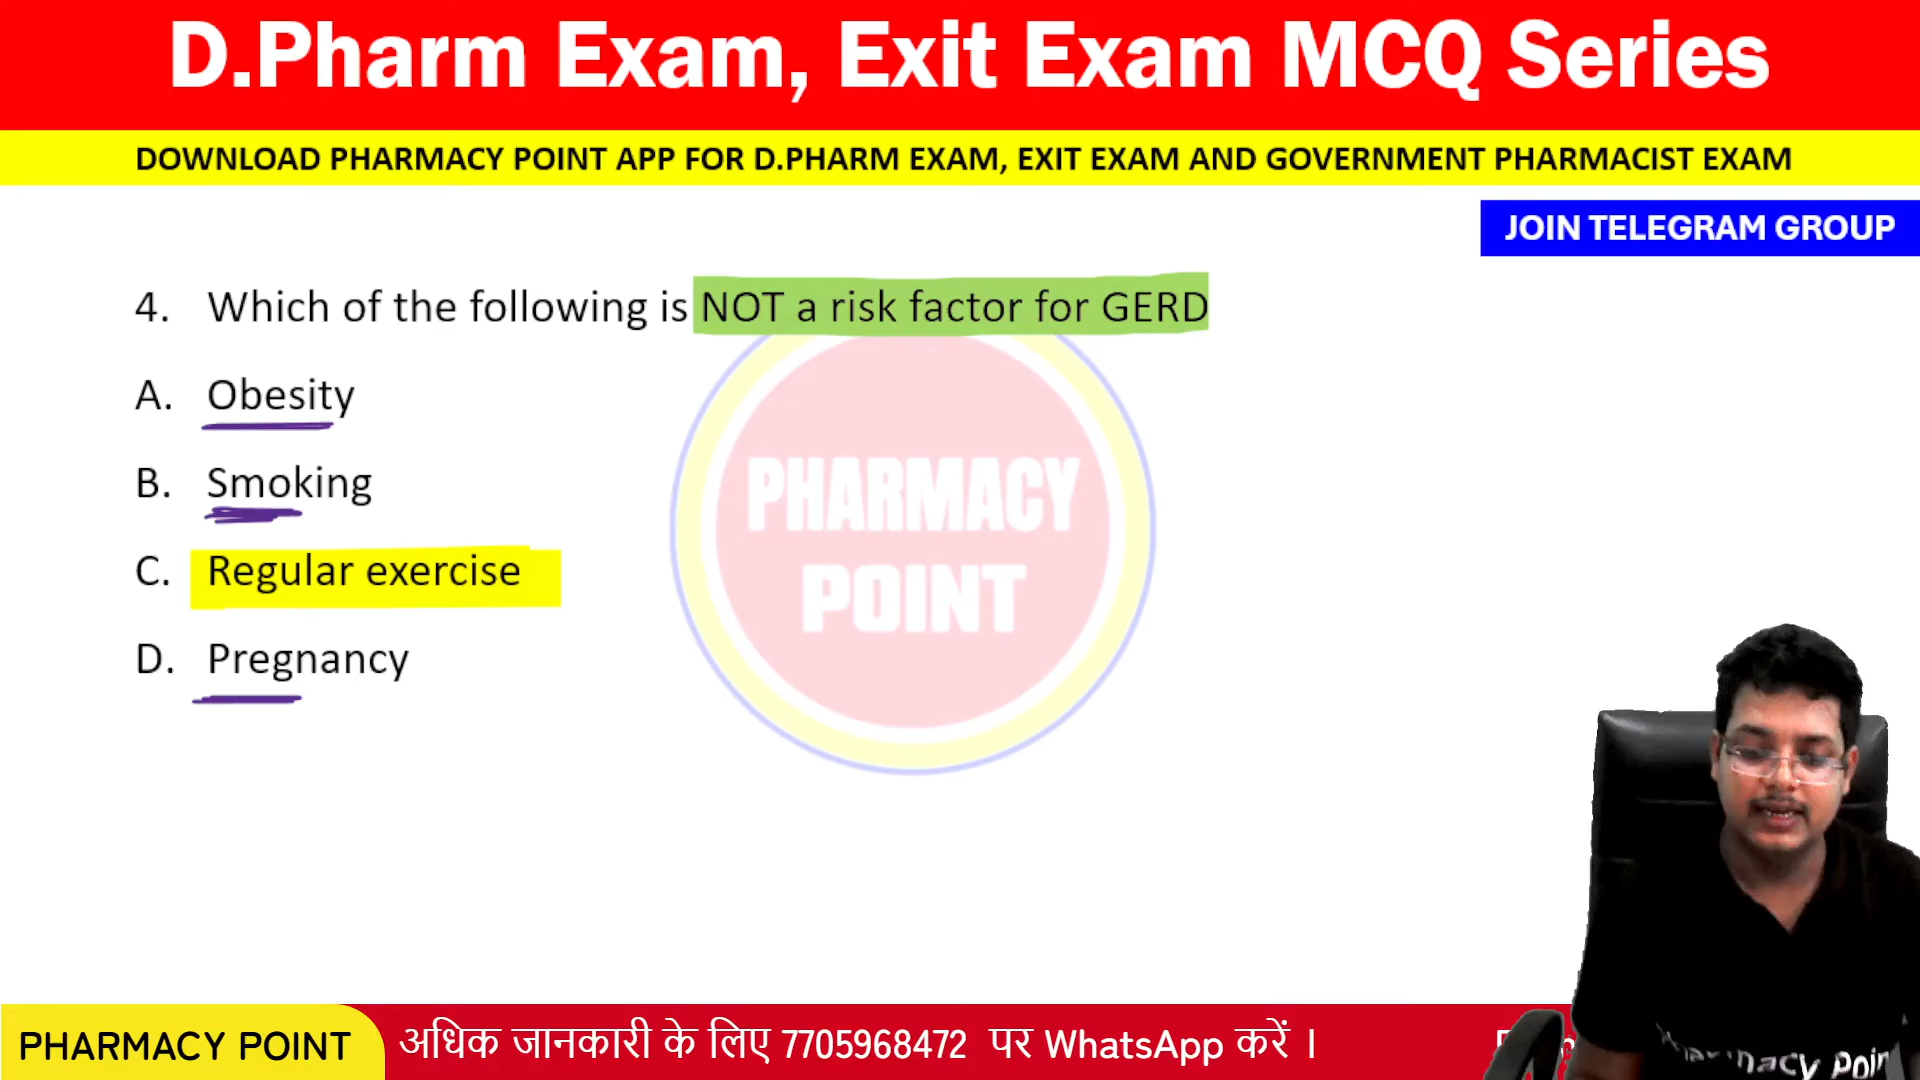 D.Pharm Exam, Exit Exam MCQ Series
DOWNLOAD PHARMACY POINT APP FOR D.PHARM EXAM, EXIT EXAM AND GOVERNMENT PHARMACIST EXAM
JOIN TELEGRAM GROUP
4. Which of the following is NOT a risk factor for GERD
A. Obesity
B. Smoking
C. Regular exercise
D. Pregnancy
PHARMACY
POINT
PHARMACY POINT
अधिक जानकारी के लिए 7705968472 पर WhatsApp करें ।
Pharmacy Point